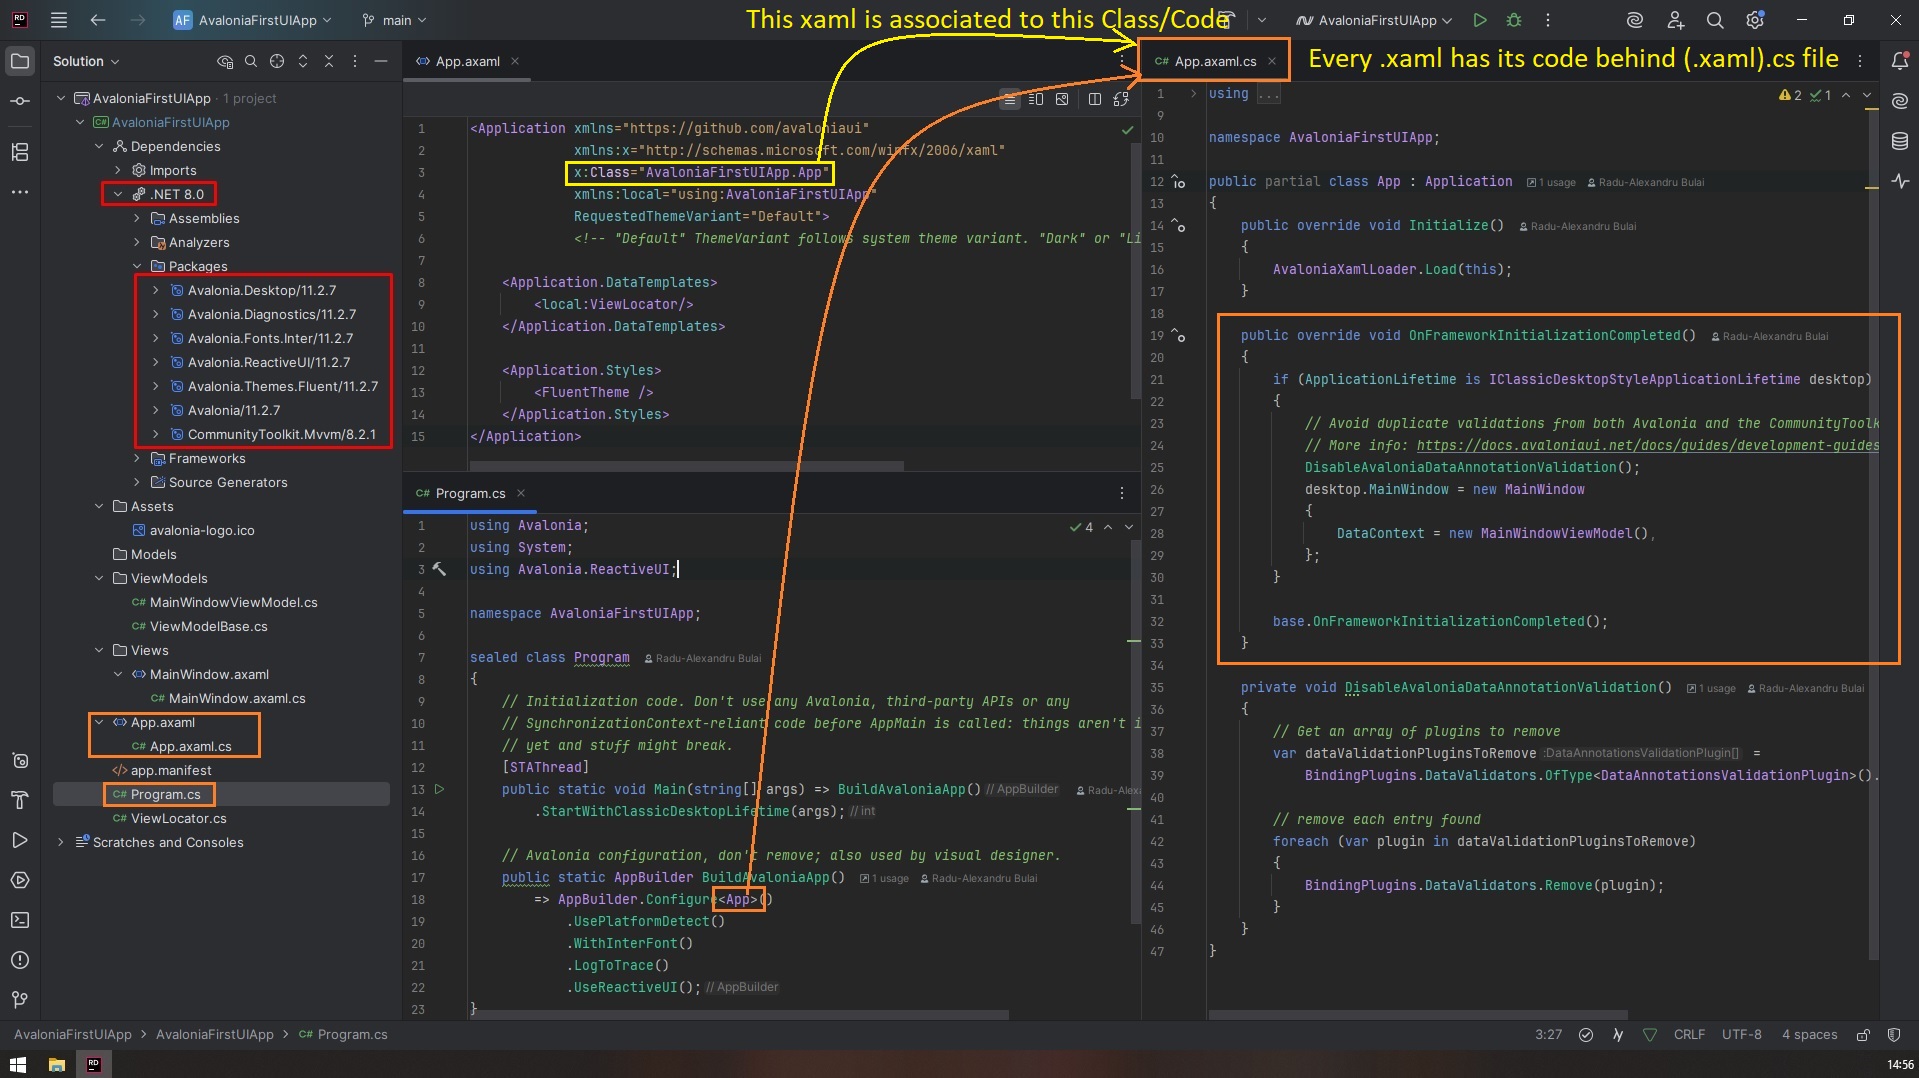 This xaml is associated to this Class/Code
RD
AF AvaloniaFirstUIApp
main
AvaloniaFirstUIApp
Solution
App.axaml
C# App.axaml.cs
Every .xaml has its code behind (.xaml).cs file
AvaloniaFirstUIApp · 1 project
C# AvaloniaFirstUIApp
Dependencies
Imports
.NET 8.0
Assemblies
Analyzers
Packages
Avalonia.Desktop/11.2.7
Avalonia.Diagnostics/11.2.7
Avalonia.Fonts.Inter/11.2.7
Avalonia.ReactiveUI/11.2.7
Avalonia.Themes.Fluent/11.2.7
Avalonia/11.2.7
CommunityToolkit.Mvvm/8.2.1
Frameworks
Source Generators
Assets
avalonia-logo.ico
Models
ViewModels
C# MainWindowViewModel.cs
C# ViewModelBase.cs
Views
MainWindow.axaml
C# MainWindow.axaml.cs
App.axaml
C# App.axaml.cs
app.manifest
C# Program.cs
C# ViewLocator.cs
Scratches and Consoles
1 <Application xmlns="https://github.com/avaloniaui"
2 xmlns:x="http://schemas.microsoft.com/winfx/2006/xaml"
3 x:Class="AvaloniaFirstUIApp.App"
4 xmlns:local="using:AvaloniaFirstUIApp"
5 RequestedThemeVariant="Default">
6 <!-- "Default" ThemeVariant follows system theme variant. "Dark" or "Li
7
8 <Application.DataTemplates>
9 <local:ViewLocator/>
10 </Application.DataTemplates>
11
12 <Application.Styles>
13 <FluentTheme />
14 </Application.Styles>
15 </Application>
C# Program.cs
4
1 using Avalonia;
2 using System;
3 using Avalonia.ReactiveUI;
4
5 namespace AvaloniaFirstUIApp;
6
7 sealed class Program Radu-Alexandru Bulai
8 {
9 // Initialization code. Don't use any Avalonia, third-party APIs or any
10 // SynchronizationContext-reliant code before AppMain is called: things aren't i
11 // yet and stuff might break.
12 [STAThread]
13 public static void Main(string[] args) => BuildAvaloniaApp() // AppBuilder Radu-Alexa
14 .StartWithClassicDesktopLifetime(args); // int
15
16 // Avalonia configuration, don't remove; also used by visual designer.
17 public static AppBuilder BuildAvaloniaApp() 1 usage Radu-Alexandru Bulai
18 => AppBuilder.Configure<App>()
19 .UsePlatformDetect()
20 .WithInterFont()
21 .LogToTrace()
22 .UseReactiveUI(); // AppBuilder
23 }
2 1
1 using ...
9
10 namespace AvaloniaFirstUIApp;
11
12 public partial class App : Application 1 usage Radu-Alexandru Bulai
13 {
14 public override void Initialize() Radu-Alexandru Bulai
15 {
16 AvaloniaXamlLoader.Load(this);
17 }
18
19 public override void OnFrameworkInitializationCompleted() Radu-Alexandru Bulai
20 {
21 if (ApplicationLifetime is IClassicDesktopStyleApplicationLifetime desktop)
22 {
23 // Avoid duplicate validations from both Avalonia and the CommunityToolk
24 // More info: https://docs.avaloniaui.net/docs/guides/development-guides
25 DisableAvaloniaDataAnnotationValidation();
26 desktop.MainWindow = new MainWindow
27 {
28 DataContext = new MainWindowViewModel(),
29 };
30 }
31
32 base.OnFrameworkInitializationCompleted();
33 }
34
35 private void DisableAvaloniaDataAnnotationValidation() 1 usage Radu-Alexandru Bulai
36 {
37 // Get an array of plugins to remove
38 var dataValidationPluginsToRemove :DataAnnotationsValidationPlugin[] =
39 BindingPlugins.DataValidators.OfType<DataAnnotationsValidationPlugin>().
40
41 // remove each entry found
42 foreach (var plugin in dataValidationPluginsToRemove)
43 {
44 BindingPlugins.DataValidators.Remove(plugin);
45 }
46 }
47 }
AvaloniaFirstUIApp > AvaloniaFirstUIApp > C# Program.cs
3:27 CRLF UTF-8 4 spaces
RD
14:56